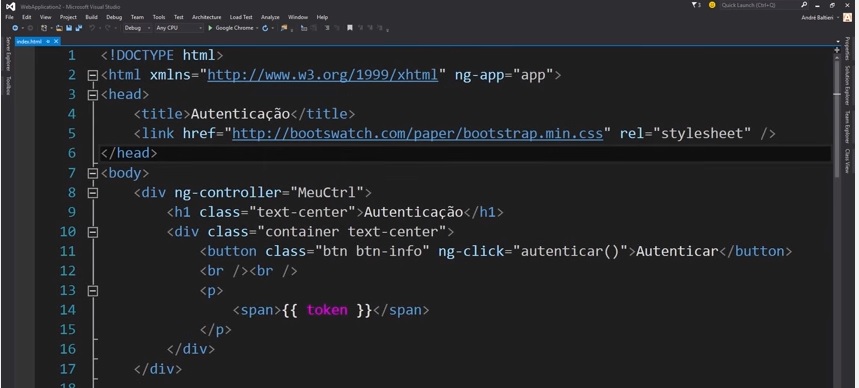 WebApplication2 - Microsoft Visual Studio
3
Quick Launch (Ctrl+Q)
File Edit View Project Build Debug Team Tools Test Architecture Load Test Analyze Window Help
André Baltieri
Debug Any CPU Google Chrome
index.html
Server Explorer
Toolbox
1 <!DOCTYPE html>
2 <html xmlns="http://www.w3.org/1999/xhtml" ng-app="app">
3 <head>
4 <title>Autenticação</title>
5 <link href="http://bootswatch.com/paper/bootstrap.min.css" rel="stylesheet" />
6 </head>
7 <body>
8 <div ng-controller="MeuCtrl">
9 <h1 class="text-center">Autenticação</h1>
10 <div class="container text-center">
11 <button class="btn btn-info" ng-click="autenticar()">Autenticar</button>
12 <br /><br />
13 <p>
14 <span>{{ token }}</span>
15 </p>
16 </div>
17 </div>
18
Properties
Solution Explorer
Team Explorer
Class View